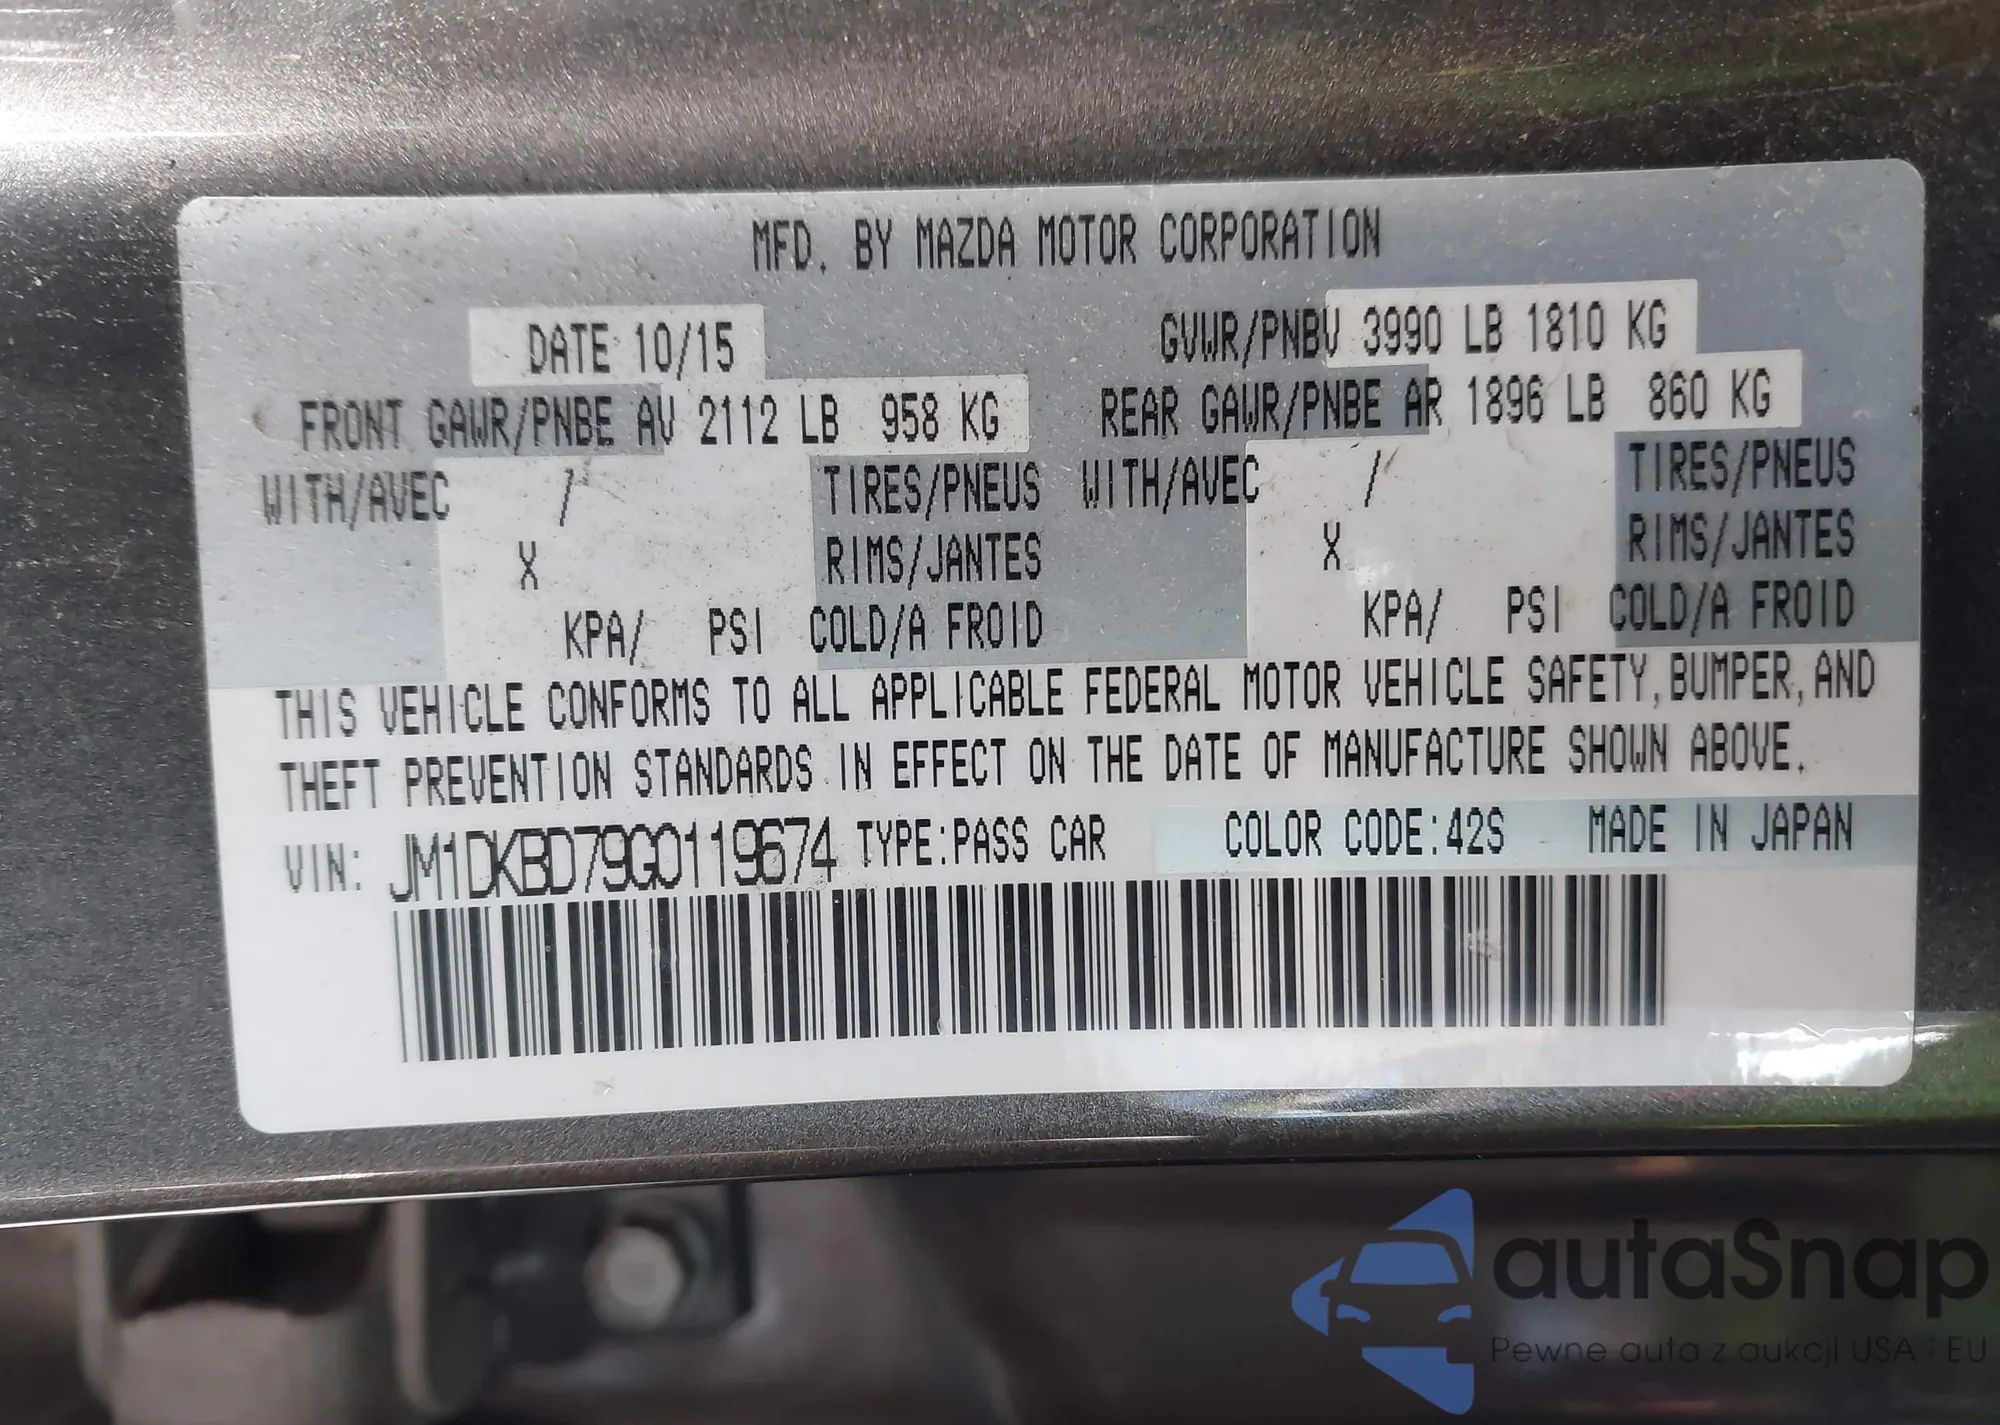 MFD. BY MAZDA MOTOR CORPORATION
DATE 10/15 GVWR/PNBV 3990 LB 1810 KG
FRONT GAWR/PNBE AV 2112 LB 958 KG REAR GAWR/PNBE AR 1896 LB 860 KG
WITH/AVEC / TIRES/PNEUS WITH/AVEC / TIRES/PNEUS
X RIMS/JANTES X RIMS/JANTES
KPA/ PSI COLD/A FROID KPA/ PSI COLD/A FROID
THIS VEHICLE CONFORMS TO ALL APPLICABLE FEDERAL MOTOR VEHICLE SAFETY, BUMPER, AND
THEFT PREVENTION STANDARDS IN EFFECT ON THE DATE OF MANUFACTURE SHOWN ABOVE.
VIN: JM1DKBD79G0119674 TYPE: PASS CAR COLOR CODE: 42S MADE IN JAPAN
autaSnap
Pewne auta z aukcji USA i EU